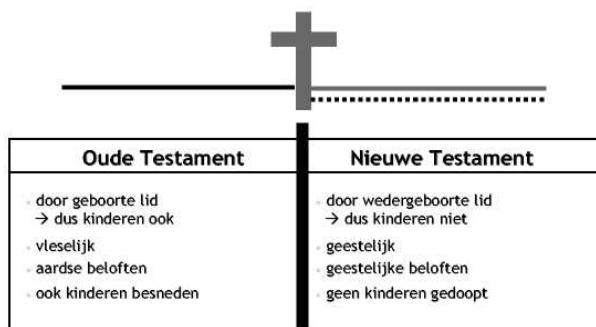 Oude Testament
door geboorte lid
→ dus kinderen ook
vleselijk
aardse beloften
ook kinderen besneden
Nieuwe Testament
door wedergeboorte lid
→ dus kinderen niet
geestelijk
geestelijke beloften
geen kinderen gedoopt